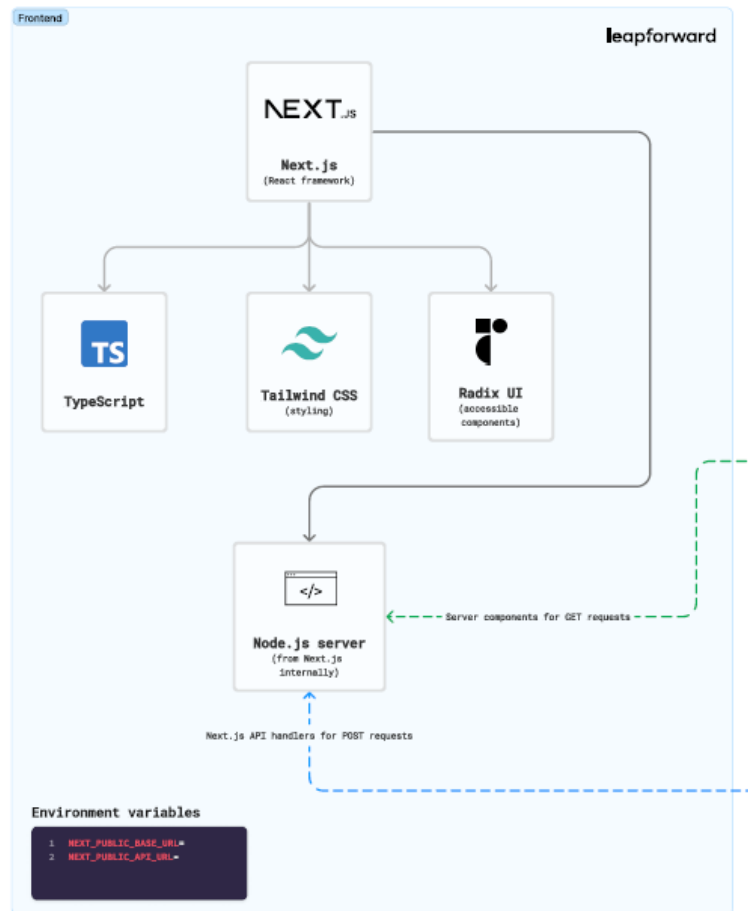 Frontend
leapforward
NEXT.JS
Next.js
(React framework)
TS
TypeScript
Tailwind CSS
(styling)
Radix UI
(accessible
components)
</>
Node.js server
(from Next.js
internally)
Server components for GET requests
Next.js API handlers for POST requests
Environment variables
1 NEXT_PUBLIC_BASE_URL=
2 NEXT_PUBLIC_API_URL=